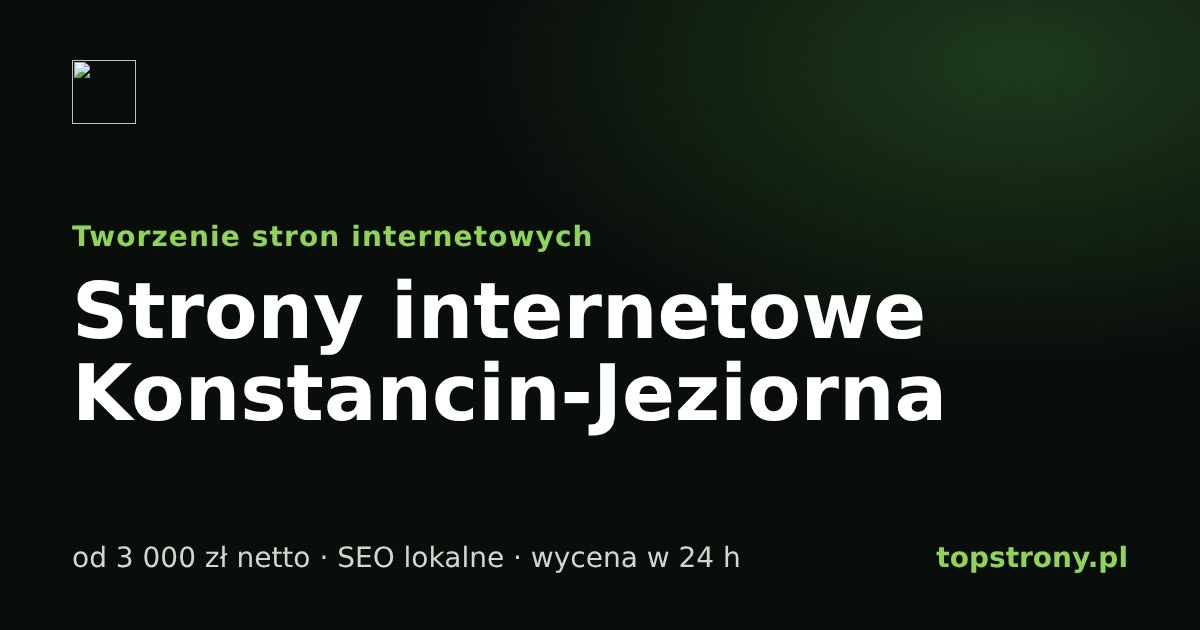 Tworzenie stron internetowych
Strony internetowe
Konstancin-Jeziorna
od 3 000 zł netto · SEO lokalne · wycena w 24 h
topstrony.pl